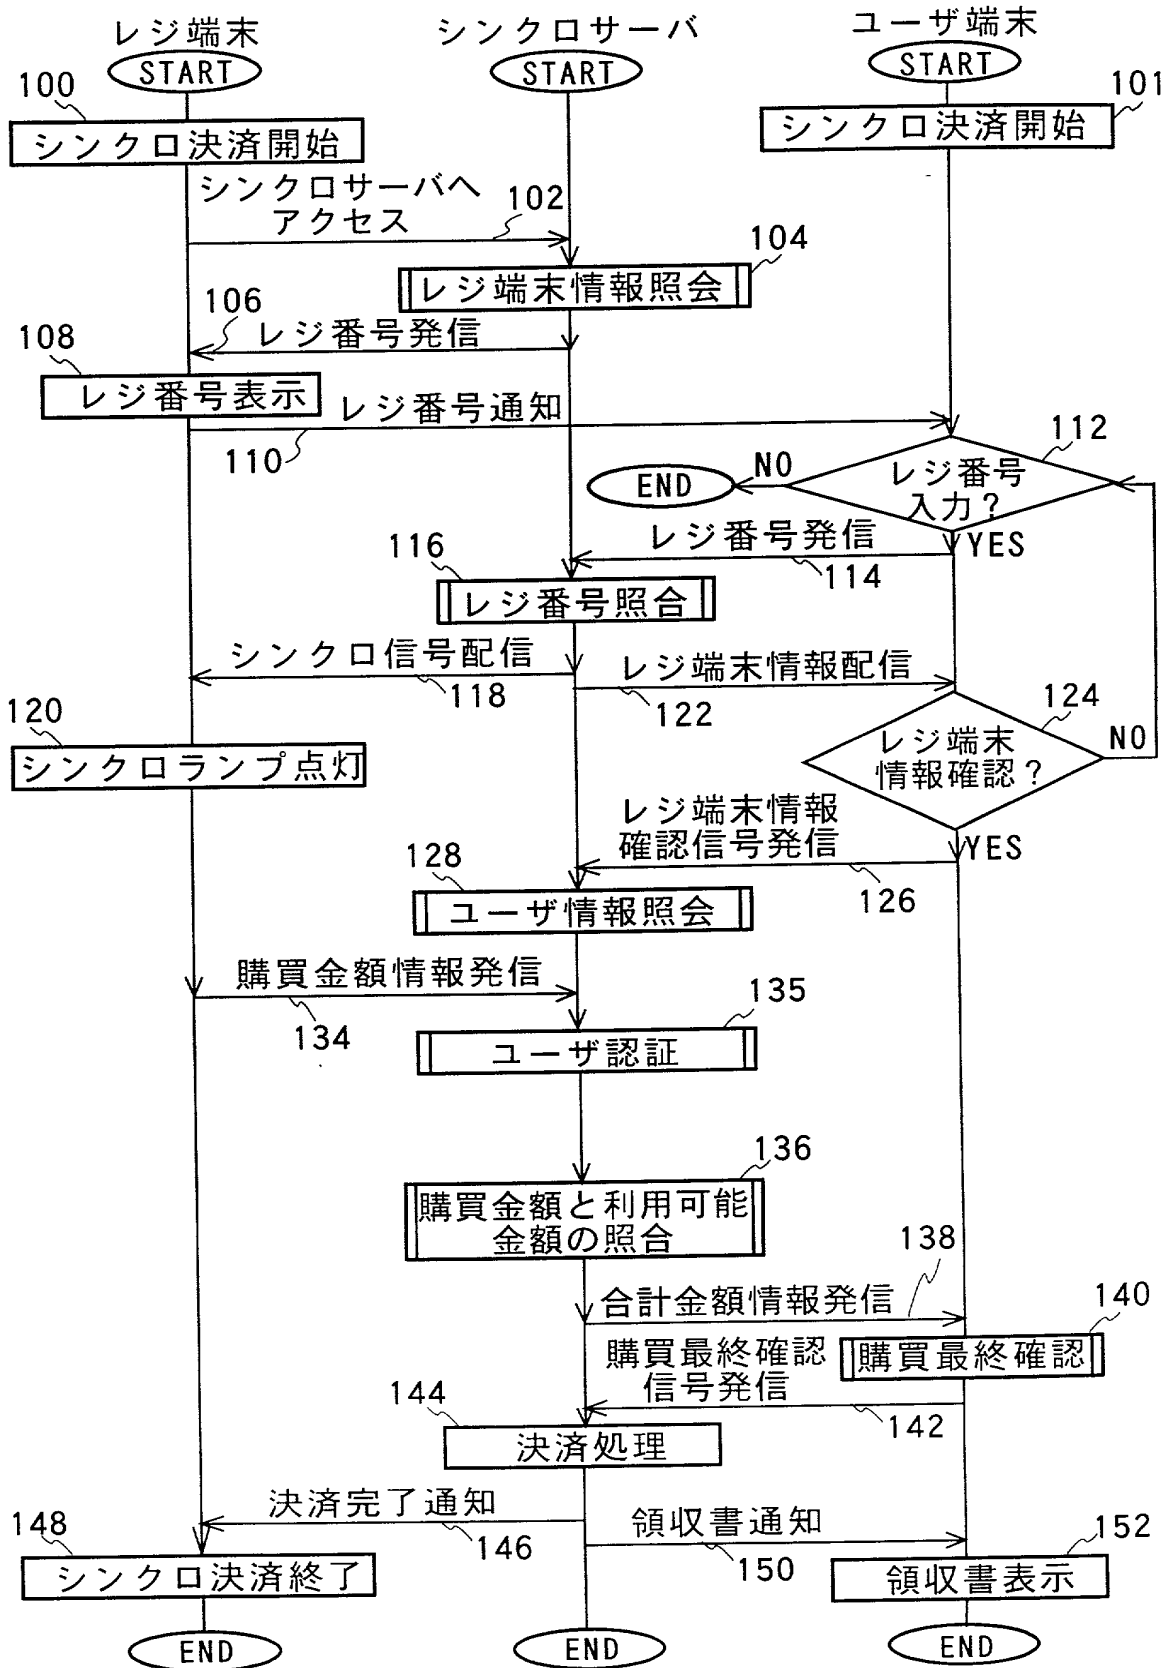 レジ端末
シンクロサーバ
ユーザ端末
START
START
START
100
101
シンクロ決済開始
シンクロ決済開始
シンクロサーバへ
アクセス
102
104
レジ端末情報照会
106
レジ番号発信
108
レジ番号表示
レジ番号通知
110
112
レジ番号
入力?
NO
END
YES
レジ番号発信
114
116
レジ番号照合
シンクロ信号配信
118
レジ端末情報配信
122
120
シンクロランプ点灯
124
レジ端末
情報確認?
NO
YES
レジ端末情報
確認信号発信
126
128
ユーザ情報照会
購買金額情報発信
134
135
ユーザ認証
136
購買金額と利用可能
金額の照合
138
合計金額情報発信
140
購買最終確認
購買最終確認
信号発信
142
144
決済処理
決済完了通知
146
領収書通知
150
148
シンクロ決済終了
152
領収書表示
END
END
END